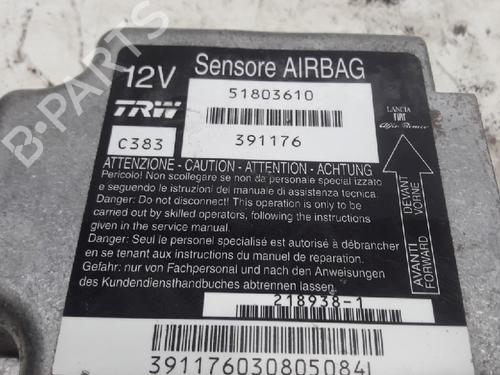 B-PARTS
12V
Sensore AIRBAG
TRW
51803610
C383
391176
LANCIA
FIAT
Alfa Romeo
ATTENZIONE - CAUTION - ATTENTION - ACHTUNG
Pericolo! Non scollegare se non da personale specializzato
e seguendo le istruzioni del manuale di assistenza tecnica.
Danger: Do not disconnect! This operation is only to be
carried out by skilled operators, following the instructions
given in the service manual.
Danger: Seul le personel spécialisé est autorisé à débrancher
en se tenant aux instructions du manuel de reparation.
Gefahr: nur von Fachpersonal und nach den Anweisungen
des Kundendiensthandbuches abtrennen lassen.
AVANTI DEVANT
FORWARD VORNE
218938-1
391176030805084L